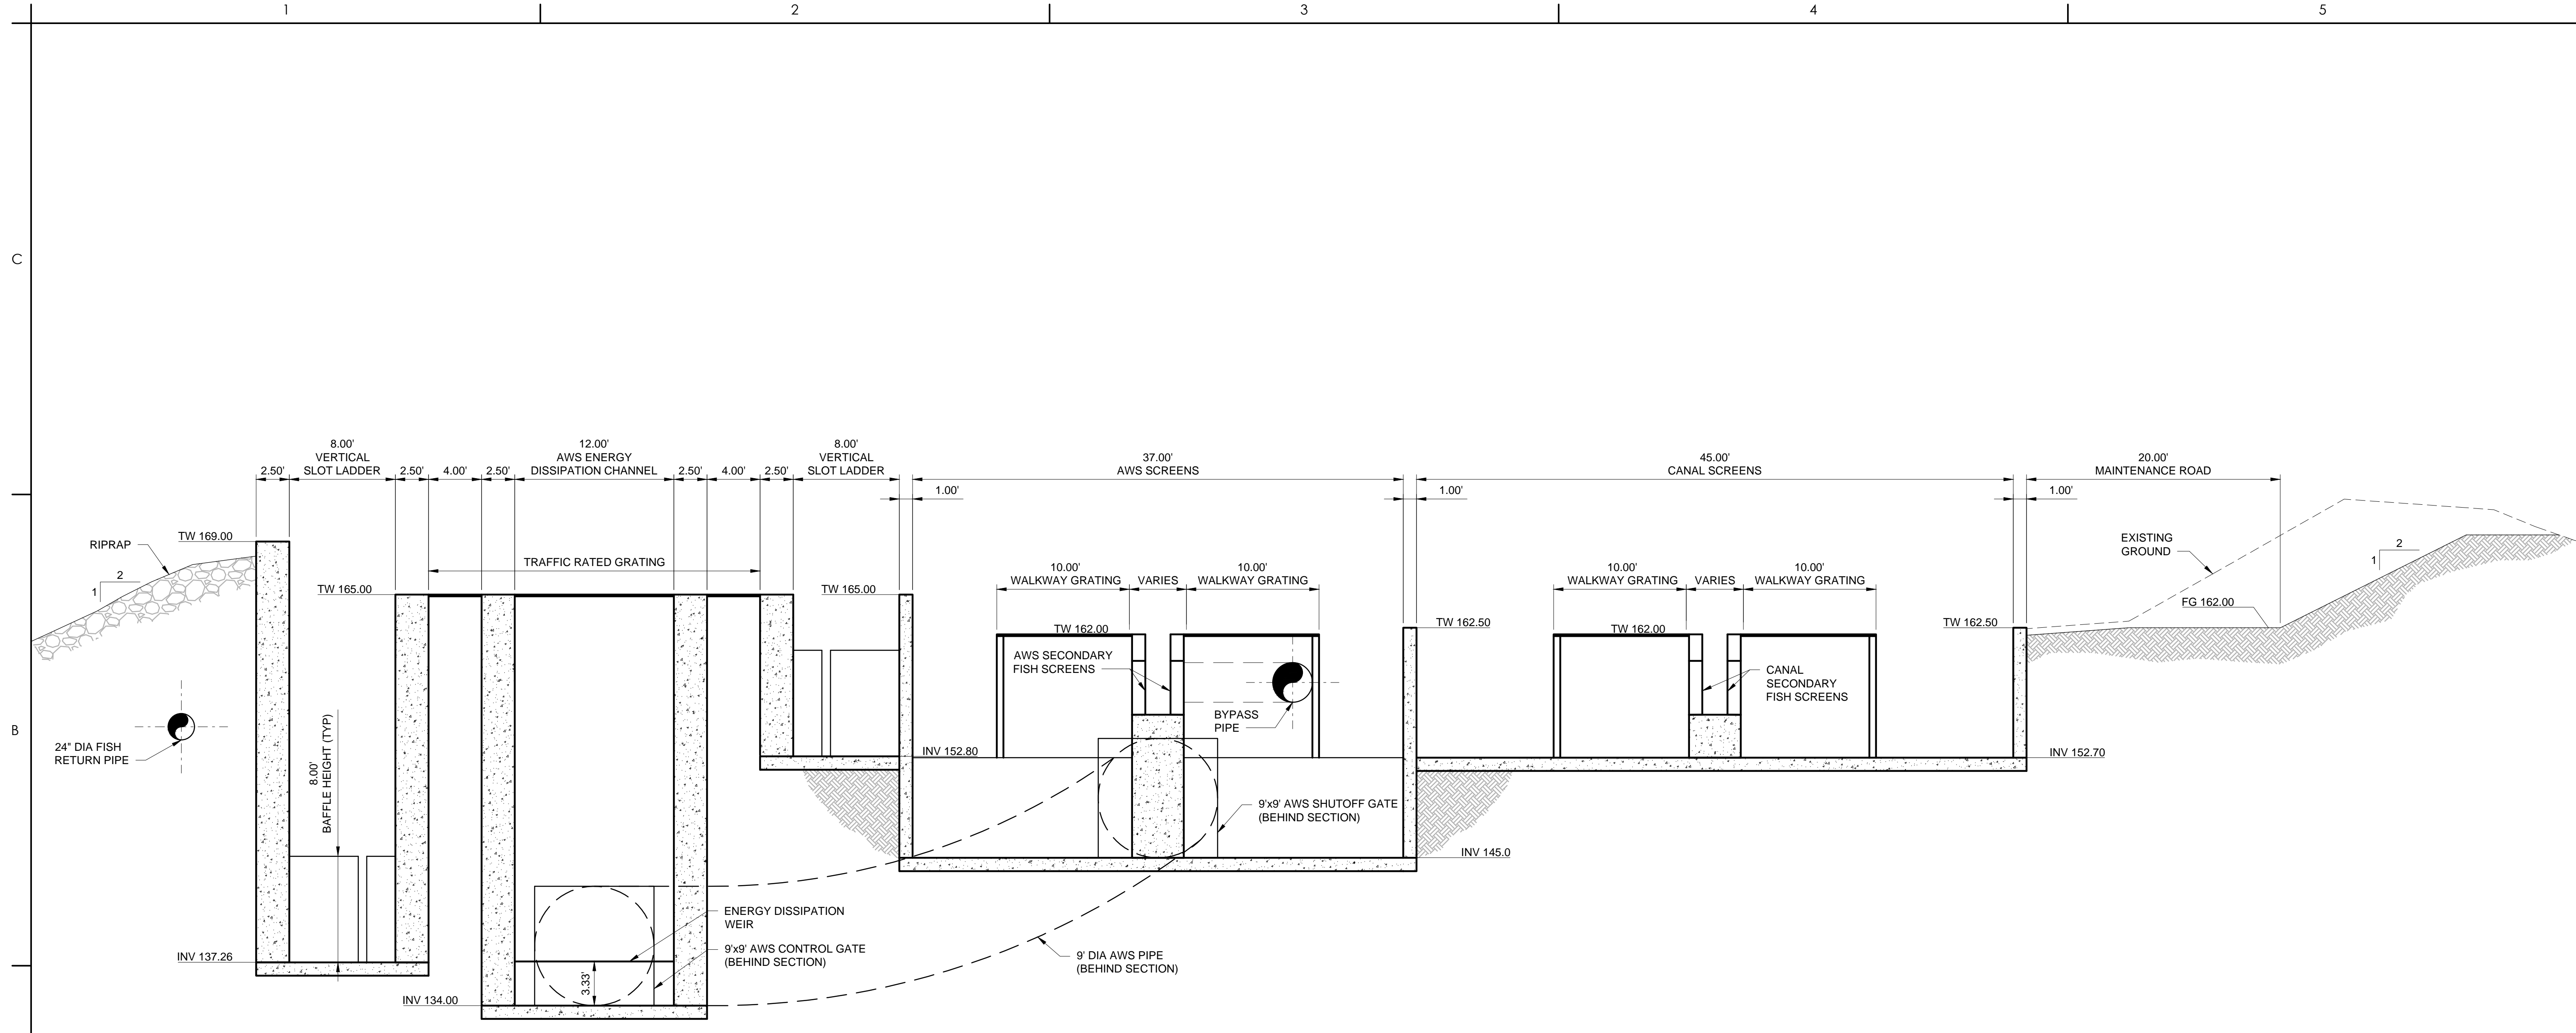 1
2
3
4
5
C
B
8.00'
VERTICAL
SLOT LADDER
12.00'
AWS ENERGY
DISSIPATION CHANNEL
8.00'
VERTICAL
SLOT LADDER
37.00'
AWS SCREENS
45.00'
CANAL SCREENS
20.00'
MAINTENANCE ROAD
2.50'
2.50'
4.00'
2.50'
2.50'
4.00'
2.50'
1.00'
1.00'
1.00'
RIPRAP
2
1
TW 169.00
TW 165.00
TRAFFIC RATED GRATING
TW 165.00
10.00'
WALKWAY GRATING
VARIES
10.00'
WALKWAY GRATING
TW 162.00
TW 162.50
10.00'
WALKWAY GRATING
VARIES
10.00'
WALKWAY GRATING
TW 162.00
TW 162.50
EXISTING
GROUND
2
1
FG 162.00
AWS SECONDARY
FISH SCREENS
CANAL
SECONDARY
FISH SCREENS
BYPASS
PIPE
24" DIA FISH
RETURN PIPE
8.00'
BAFFLE HEIGHT (TYP)
INV 152.80
INV 152.70
9'x9' AWS SHUTOFF GATE
(BEHIND SECTION)
INV 145.0
ENERGY DISSIPATION
WEIR
9'x9' AWS CONTROL GATE
(BEHIND SECTION)
9' DIA AWS PIPE
(BEHIND SECTION)
INV 137.26
3.33'
INV 134.00